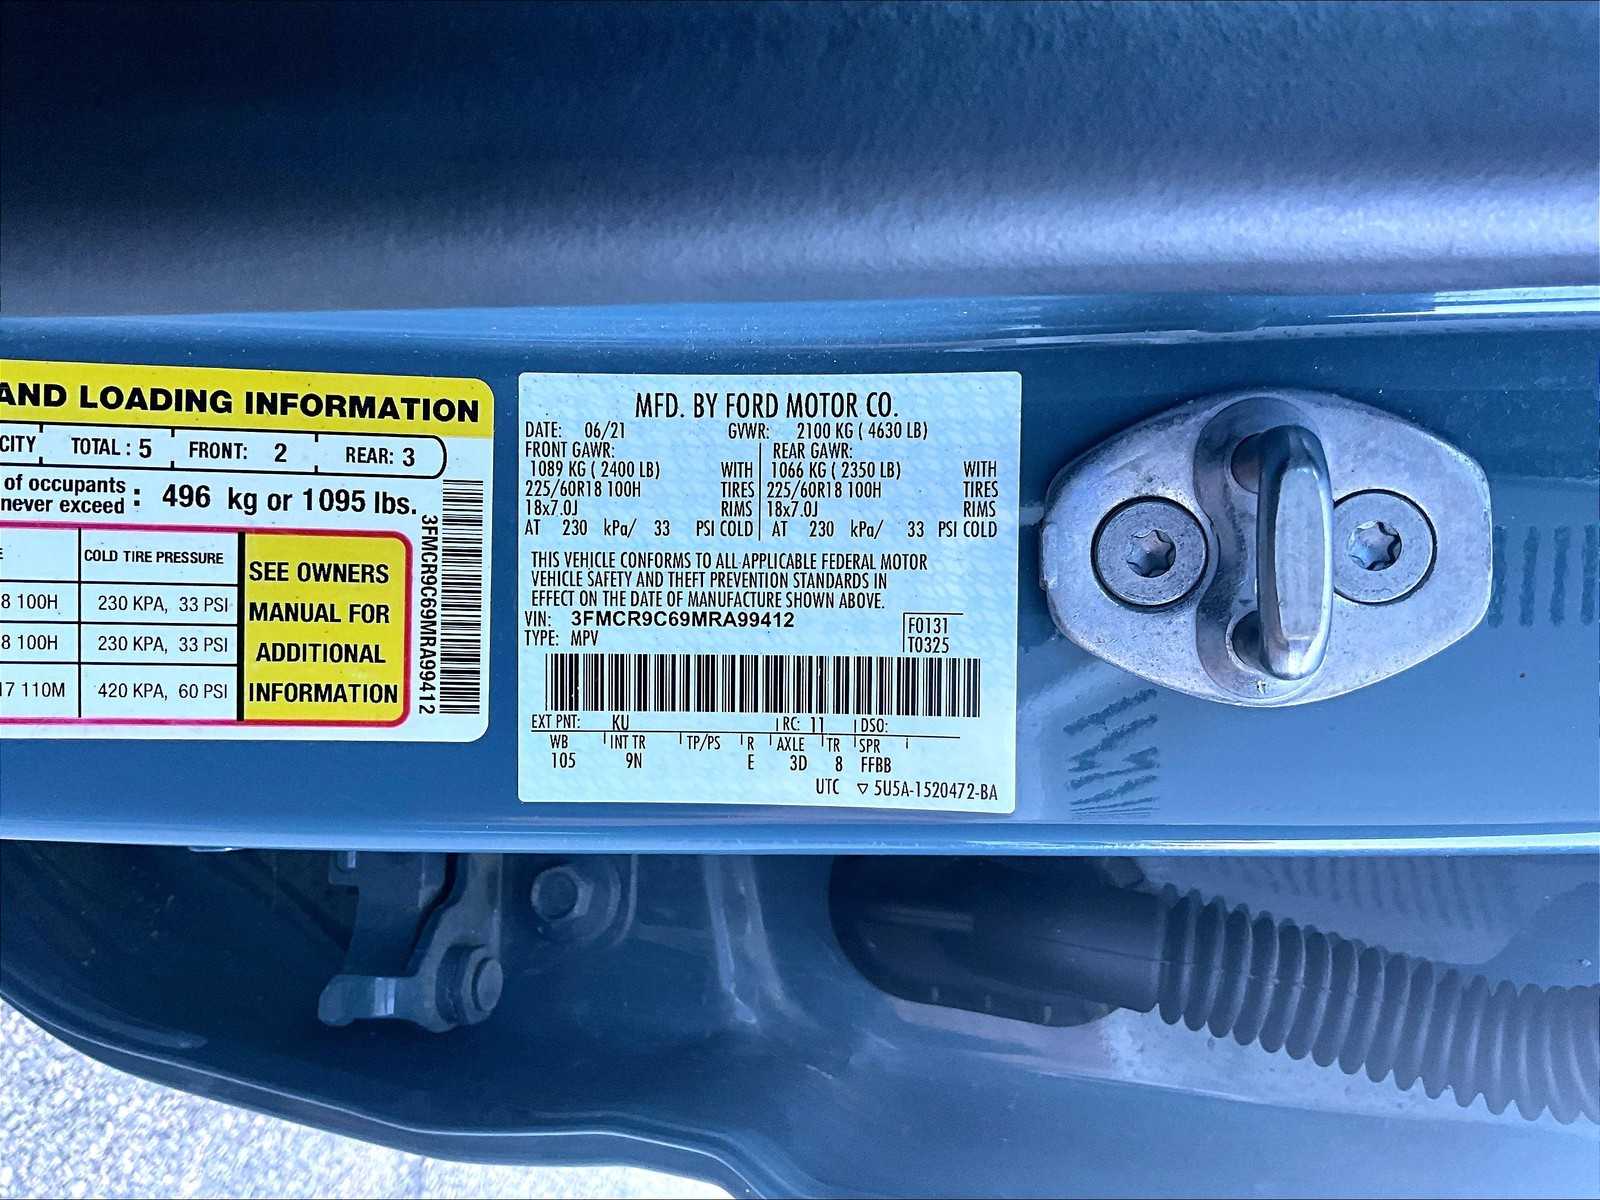 AND LOADING INFORMATION
CITY TOTAL : 5 FRONT: 2 REAR: 3
of occupants
never exceed : 496 kg or 1095 lbs.
E COLD TIRE PRESSURE
8 100H 230 KPA, 33 PSI
8 100H 230 KPA, 33 PSI
17 110M 420 KPA, 60 PSI
SEE OWNERS
MANUAL FOR
ADDITIONAL
INFORMATION
3FMCR9C69MRA99412
MFD. BY FORD MOTOR CO.
DATE: 06/21 GVWR: 2100 KG ( 4630 LB)
FRONT GAWR: REAR GAWR:
1089 KG ( 2400 LB) WITH 1066 KG ( 2350 LB) WITH
225/60R18 100H TIRES 225/60R18 100H TIRES
18x7.0J RIMS 18x7.0J RIMS
AT 230 kPa/ 33 PSI COLD AT 230 kPa/ 33 PSI COLD
THIS VEHICLE CONFORMS TO ALL APPLICABLE FEDERAL MOTOR
VEHICLE SAFETY AND THEFT PREVENTION STANDARDS IN
EFFECT ON THE DATE OF MANUFACTURE SHOWN ABOVE.
VIN: 3FMCR9C69MRA99412 F0131
TYPE: MPV T0325
EXT PNT: KU RC: 11 DSO:
WB INT TR TP/PS R AXLE TR SPR
105 9N E 3D 8 FFBB
UTC ▽ 5U5A-1520472-BA